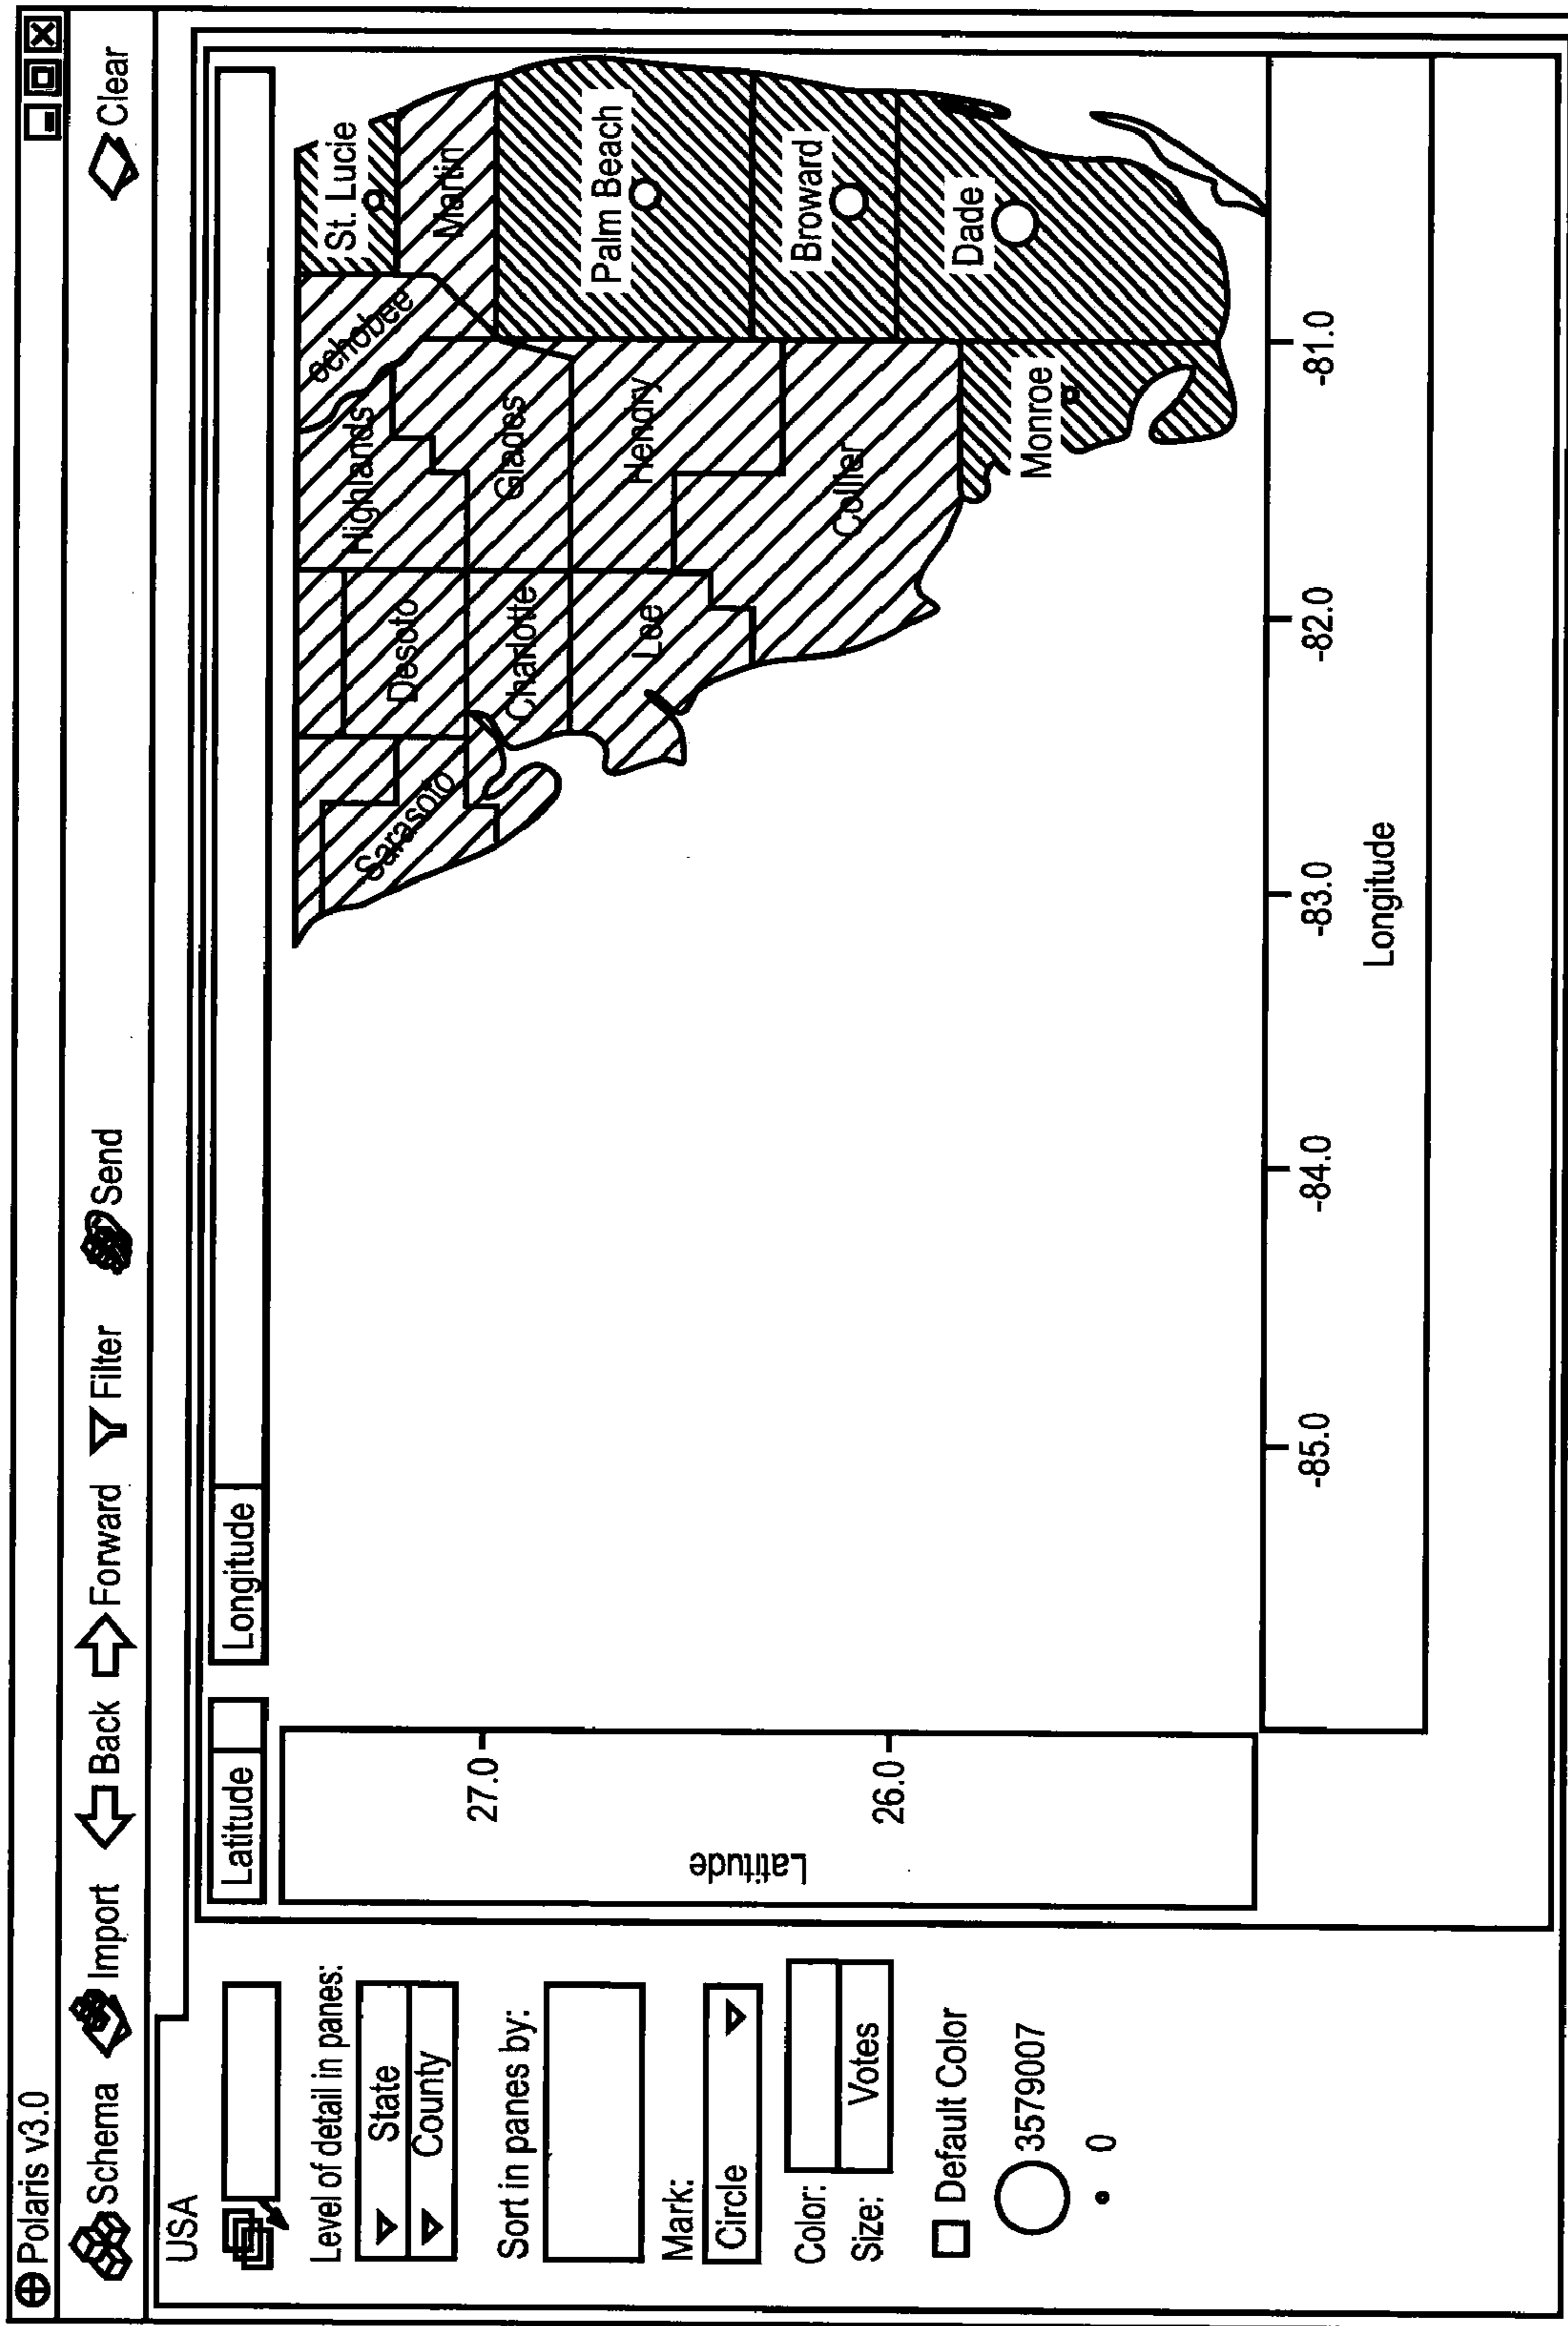 Polaris v3.0
Schema Import Back Forward Filter Send Clear
USA
Level of detail in panes:
State
County
Sort in panes by:
Mark:
Circle
Color:
Size: Votes
Default Color
3579007
0
Latitude Longitude
Latitude
27.0
26.0
St. Lucie
Martin
Palm Beach
Broward
Dade
eehobee
Highlands
Glades
Hendry
Collier
Monroe
Desoto
Charlotte
Lee
Sarasoto
-85.0 -84.0 -83.0 -82.0 -81.0
Longitude